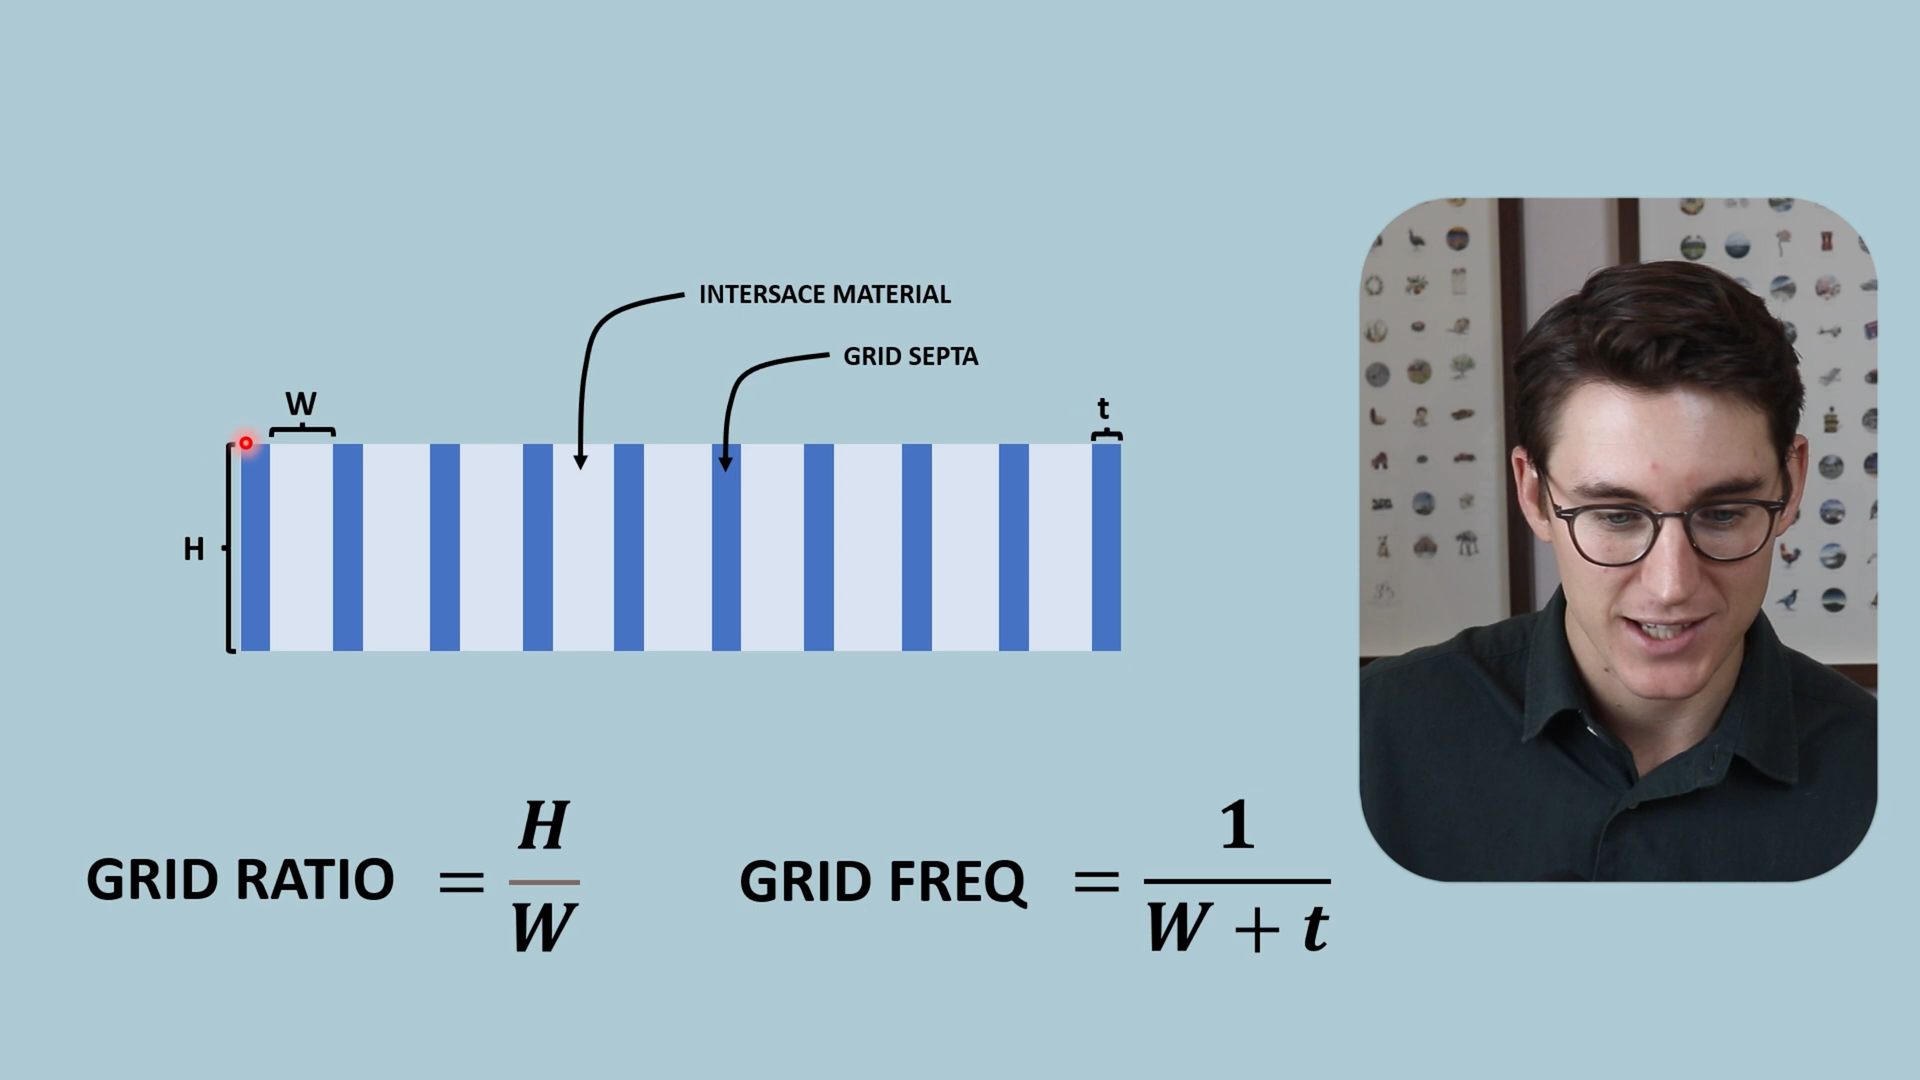 INTERSACE MATERIAL
GRID SEPTA
W
t
H
GRID RATIO = H / W
GRID FREQ = 1 / W + t